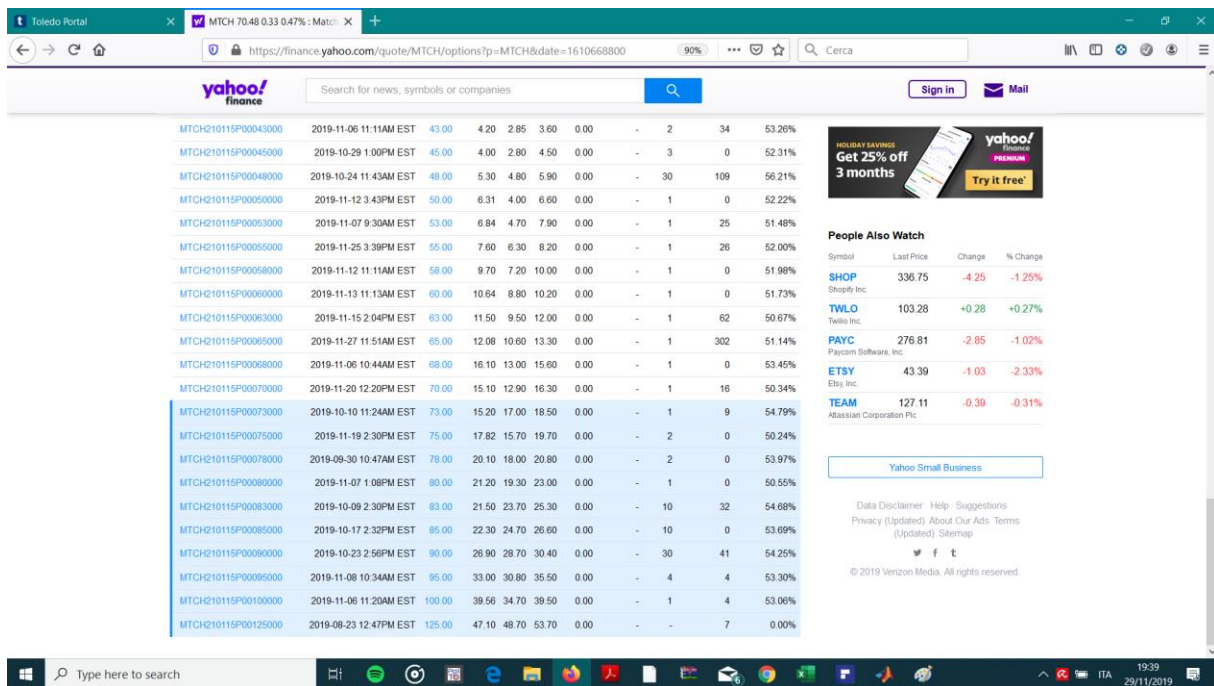 Toledo Portal
MTCH 70.48 0.33 0.47% : Matc
https://finance.yahoo.com/quote/MTCH/options?p=MTCH&date=1610668800
90%
Cerca
yahoo! finance
Search for news, symbols or companies
Sign in
Mail
MTCH210115P00043000 2019-11-06 11:11AM EST 43.00 4.20 2.85 3.60 0.00 - 2 34 53.26%
MTCH210115P00045000 2019-10-29 1:00PM EST 45.00 4.00 2.80 4.50 0.00 - 3 0 52.31%
MTCH210115P00048000 2019-10-24 11:43AM EST 48.00 5.30 4.80 5.90 0.00 - 30 109 56.21%
MTCH210115P00050000 2019-11-12 3:43PM EST 50.00 6.31 4.00 6.60 0.00 - 1 0 52.22%
MTCH210115P00053000 2019-11-07 9:30AM EST 53.00 6.84 4.70 7.90 0.00 - 1 25 51.48%
MTCH210115P00055000 2019-11-25 3:39PM EST 55.00 7.60 6.30 8.20 0.00 - 1 26 52.00%
MTCH210115P00058000 2019-11-12 11:11AM EST 58.00 9.70 7.20 10.00 0.00 - 1 0 51.98%
MTCH210115P00060000 2019-11-13 11:13AM EST 60.00 10.64 8.80 10.20 0.00 - 1 0 51.73%
MTCH210115P00063000 2019-11-15 2:04PM EST 63.00 11.50 9.50 12.00 0.00 - 1 62 50.67%
MTCH210115P00065000 2019-11-27 11:51AM EST 65.00 12.08 10.60 13.30 0.00 - 1 302 51.14%
MTCH210115P00068000 2019-11-06 10:44AM EST 68.00 16.10 13.00 15.60 0.00 - 1 0 53.45%
MTCH210115P00070000 2019-11-20 12:20PM EST 70.00 15.10 12.90 16.30 0.00 - 1 16 50.34%
MTCH210115P00073000 2019-10-10 11:24AM EST 73.00 15.20 17.00 18.50 0.00 - 1 9 54.79%
MTCH210115P00075000 2019-11-19 2:30PM EST 75.00 17.82 15.70 19.70 0.00 - 2 0 50.24%
MTCH210115P00078000 2019-09-30 10:47AM EST 78.00 20.10 18.00 20.80 0.00 - 2 0 53.97%
MTCH210115P00080000 2019-11-07 1:08PM EST 80.00 21.20 19.30 23.00 0.00 - 1 0 50.55%
MTCH210115P00083000 2019-10-09 2:30PM EST 83.00 21.50 23.70 25.30 0.00 - 10 32 54.68%
MTCH210115P00085000 2019-10-17 2:32PM EST 85.00 22.30 24.70 26.60 0.00 - 10 0 53.69%
MTCH210115P00090000 2019-10-23 2:56PM EST 90.00 26.90 28.70 30.40 0.00 - 30 41 54.25%
MTCH210115P00095000 2019-11-08 10:34AM EST 95.00 33.00 30.80 35.50 0.00 - 4 4 53.30%
MTCH210115P00100000 2019-11-06 11:20AM EST 100.00 39.56 34.70 39.50 0.00 - 1 4 53.06%
MTCH210115P00125000 2019-08-23 12:47PM EST 125.00 47.10 48.70 53.70 0.00 - - 7 0.00%
HOLIDAY SAVINGS
Get 25% off
3 months
yahoo!
finance
PREMIUM
Try it free*
People Also Watch
Symbol Last Price Change % Change
SHOP 336.75 -4.25 -1.25%
Shopify Inc.
TWLO 103.28 +0.28 +0.27%
Twilio Inc.
PAYC 276.81 -2.85 -1.02%
Paycom Software, Inc.
ETSY 43.39 -1.03 -2.33%
Etsy, Inc.
TEAM 127.11 -0.39 -0.31%
Atlassian Corporation Plc
Yahoo Small Business
Data Disclaimer Help Suggestions
Privacy (Updated) About Our Ads Terms
(Updated) Sitemap
© 2019 Verizon Media. All rights reserved.
Type here to search
6
ITA
19:39
29/11/2019